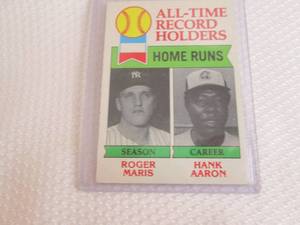 ALL-TIME
RECORD
HOLDERS
HOME RUNS
SEASON CAREER
ROGER HANK
MARIS AARON